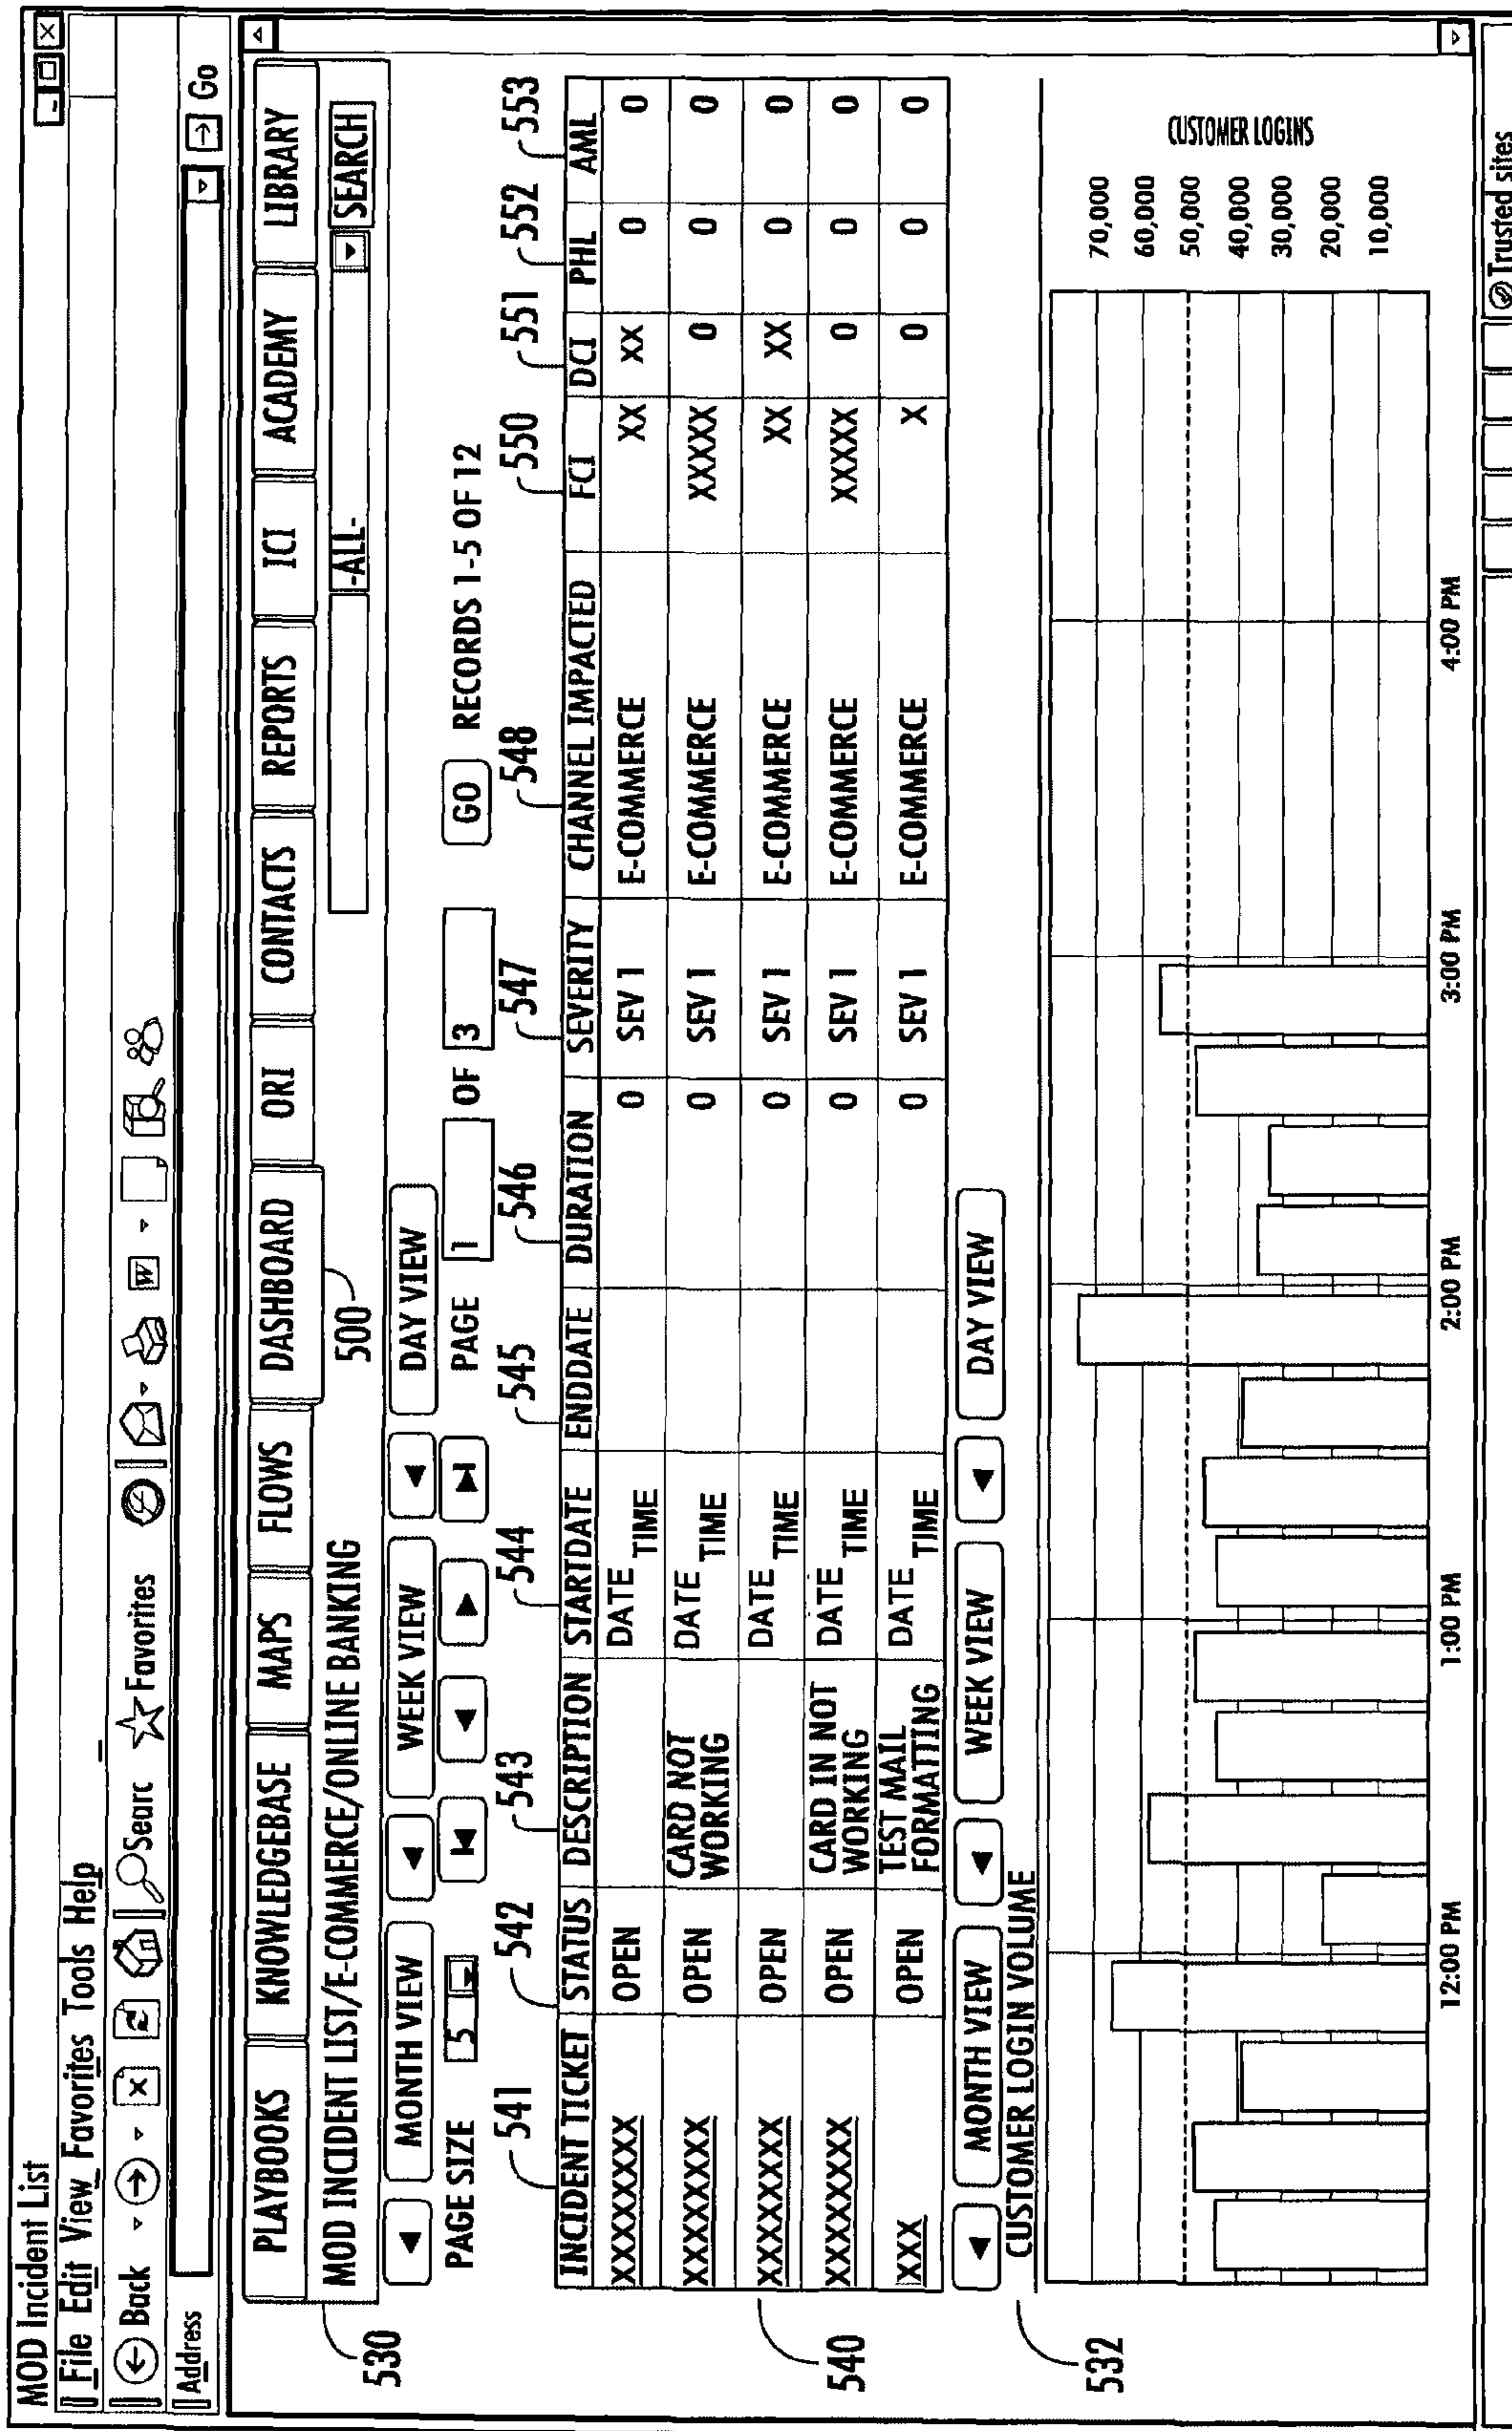 MOD Incident List
File Edit View Favorites Tools Help
Back Searc Favorites
Address Go
PLAYBOOKS KNOWLEDGEBASE MAPS FLOWS DASHBOARD ORI CONTACTS REPORTS ICI ACADEMY LIBRARY
500
530
MOD INCIDENT LIST/E-COMMERCE/ONLINE BANKING -ALL- SEARCH
MONTH VIEW WEEK VIEW DAY VIEW
PAGE SIZE 5 PAGE 1 OF 3 GO RECORDS 1-5 OF 12
541 542 543 544 545 546 547 548 550 551 552 553
INCIDENT TICKET STATUS DESCRIPTION STARTDATE ENDDATE DURATION SEVERITY CHANNEL IMPACTED FCI DCI PHL AML
XXXXXXXX OPEN DATE TIME 0 SEV 1 E-COMMERCE XX XX 0 0
XXXXXXXX OPEN CARD NOT WORKING DATE TIME 0 SEV 1 E-COMMERCE XXXXX 0 0 0
XXXXXXXX OPEN DATE TIME 0 SEV 1 E-COMMERCE XX XX 0 0
XXXXXXXX OPEN CARD IN NOT WORKING DATE TIME 0 SEV 1 E-COMMERCE XXXXX 0 0 0
XXX OPEN TEST MAIL FORMATTING DATE TIME 0 SEV 1 E-COMMERCE X 0 0 0
540
MONTH VIEW WEEK VIEW DAY VIEW
532
CUSTOMER LOGIN VOLUME
70,000
60,000
50,000
40,000
30,000
20,000
10,000
CUSTOMER LOGINS
12:00 PM 1:00 PM 2:00 PM 3:00 PM 4:00 PM
Trusted sites